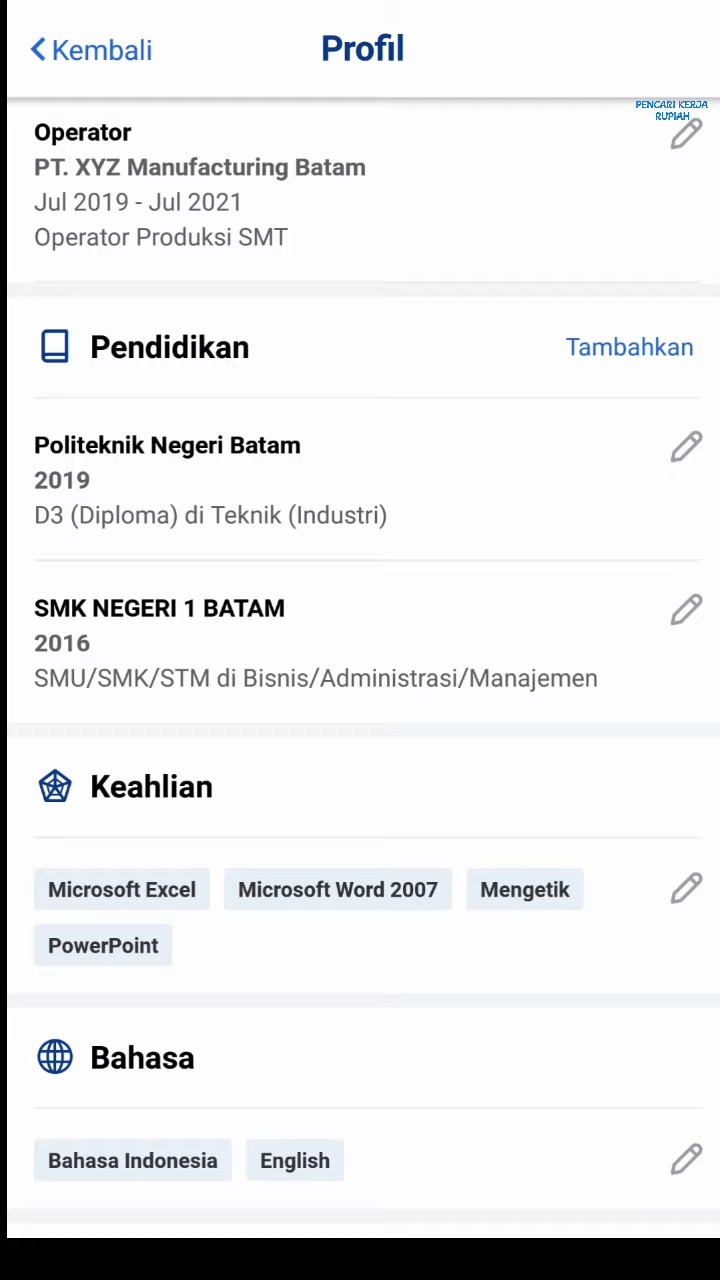 Kembali
Profil
PENCARI KERJA
RUPIAH
Operator
PT. XYZ Manufacturing Batam
Jul 2019 - Jul 2021
Operator Produksi SMT
Pendidikan
Tambahkan
Politeknik Negeri Batam
2019
D3 (Diploma) di Teknik (Industri)
SMK NEGERI 1 BATAM
2016
SMU/SMK/STM di Bisnis/Administrasi/Manajemen
Keahlian
Microsoft Excel
Microsoft Word 2007
Mengetik
PowerPoint
Bahasa
Bahasa Indonesia
English